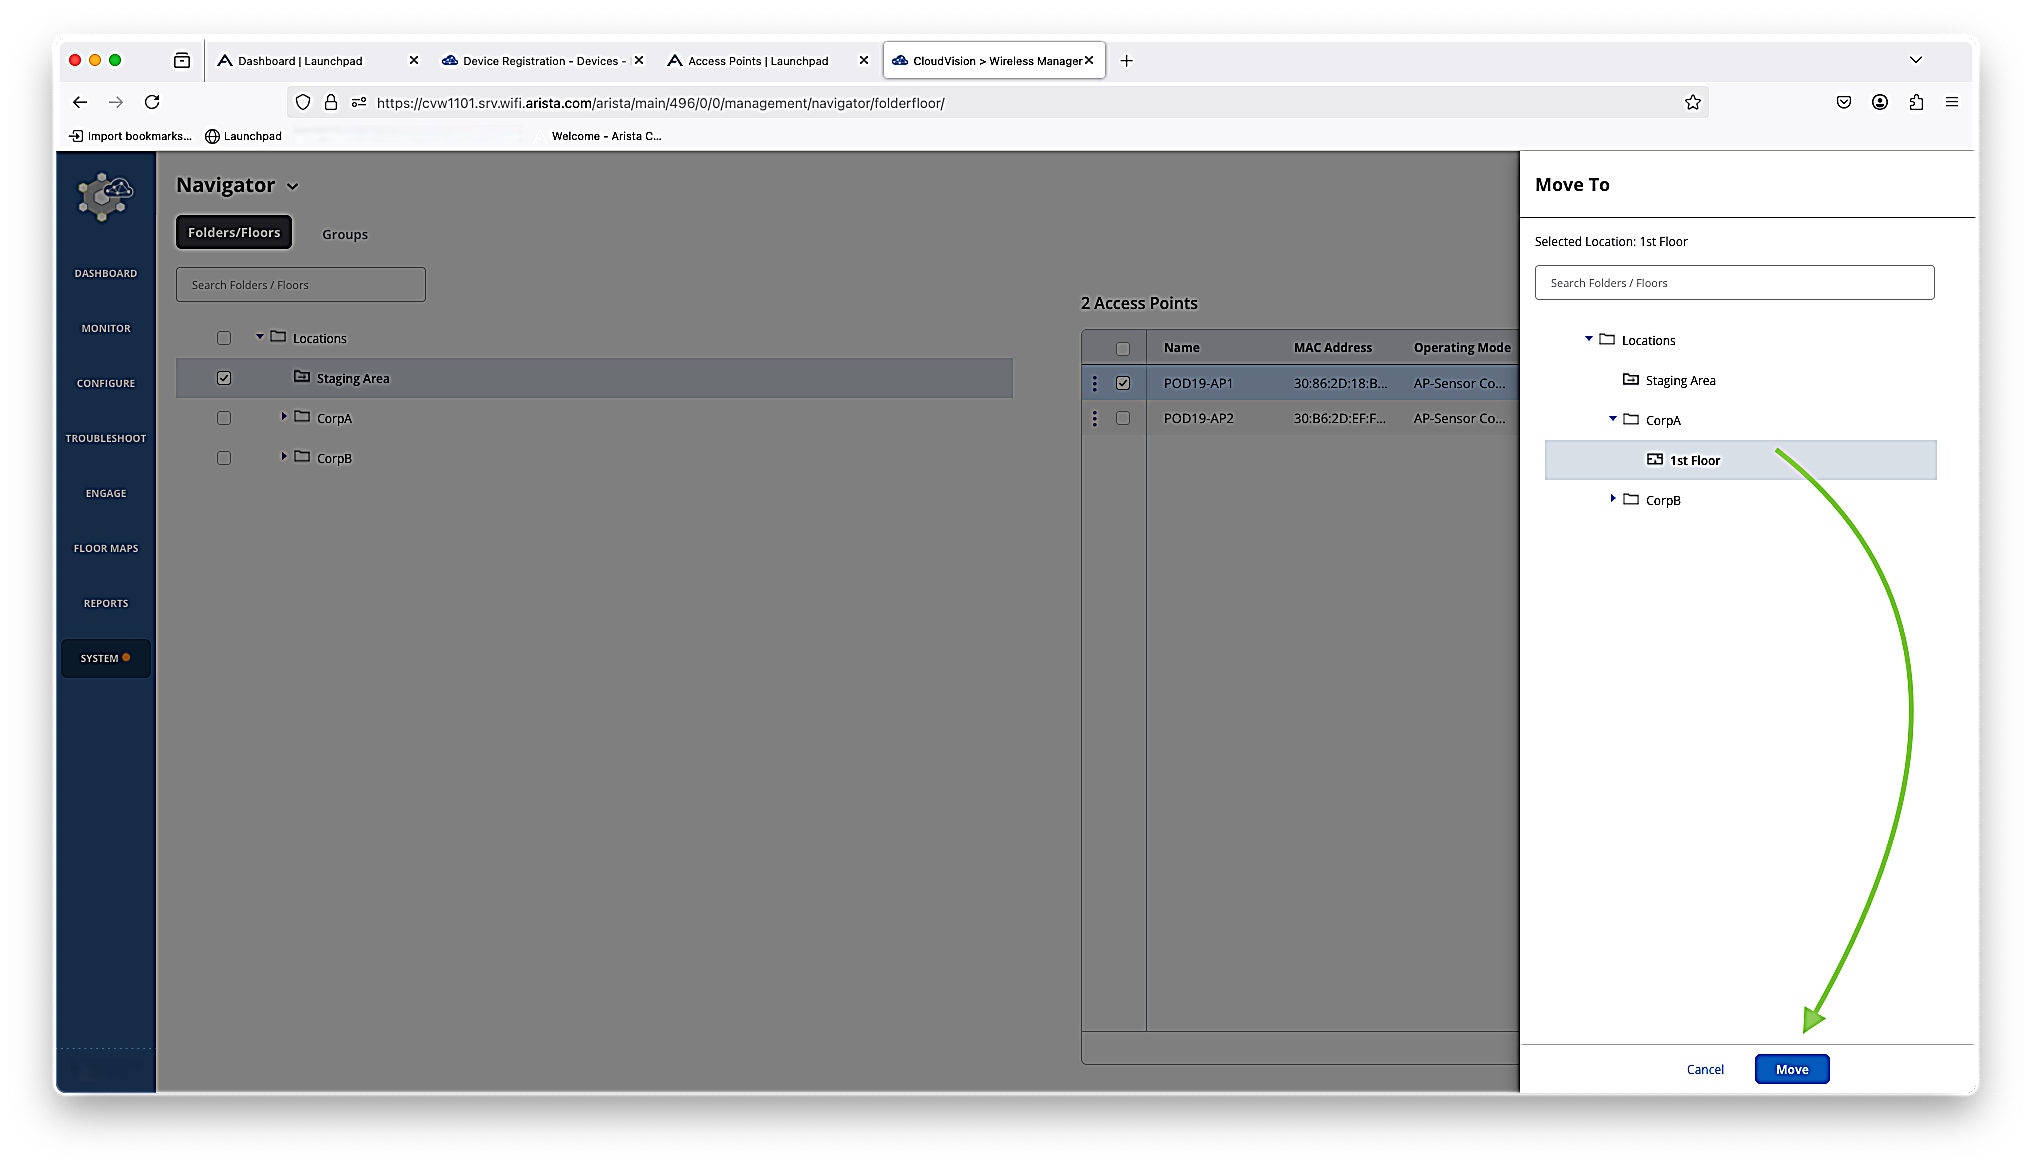 Dashboard | Launchpad
Device Registration - Devices -
Access Points | Launchpad
CloudVision > Wireless Manager
https://cvw1101.srv.wifi.arista.com/arista/main/496/0/0/management/navigator/folderfloor/
Import bookmarks...
Launchpad
Welcome - Arista C...
DASHBOARD
MONITOR
CONFIGURE
TROUBLESHOOT
ENGAGE
FLOOR MAPS
REPORTS
SYSTEM
Navigator
Folders/Floors
Groups
Search Folders / Floors
Locations
Staging Area
CorpA
CorpB
2 Access Points
Name MAC Address Operating Mode
POD19-AP1 30:86:2D:18:B... AP-Sensor Co...
POD19-AP2 30:B6:2D:EF:F... AP-Sensor Co...
Move To
Selected Location: 1st Floor
Search Folders / Floors
Locations
Staging Area
CorpA
1st Floor
CorpB
Cancel
Move